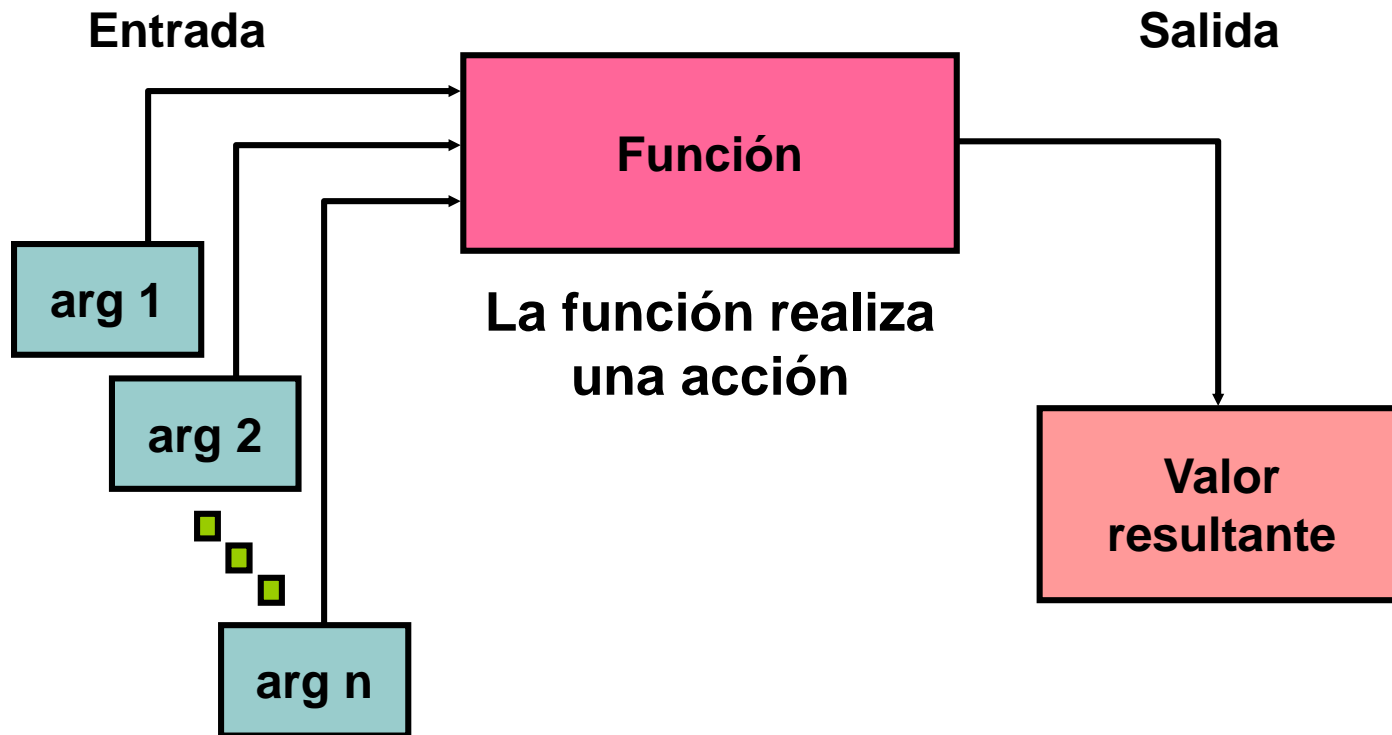 Entrada
Salida
Función
arg 1
La función realiza
una acción
arg 2
Valor
resultante
arg n